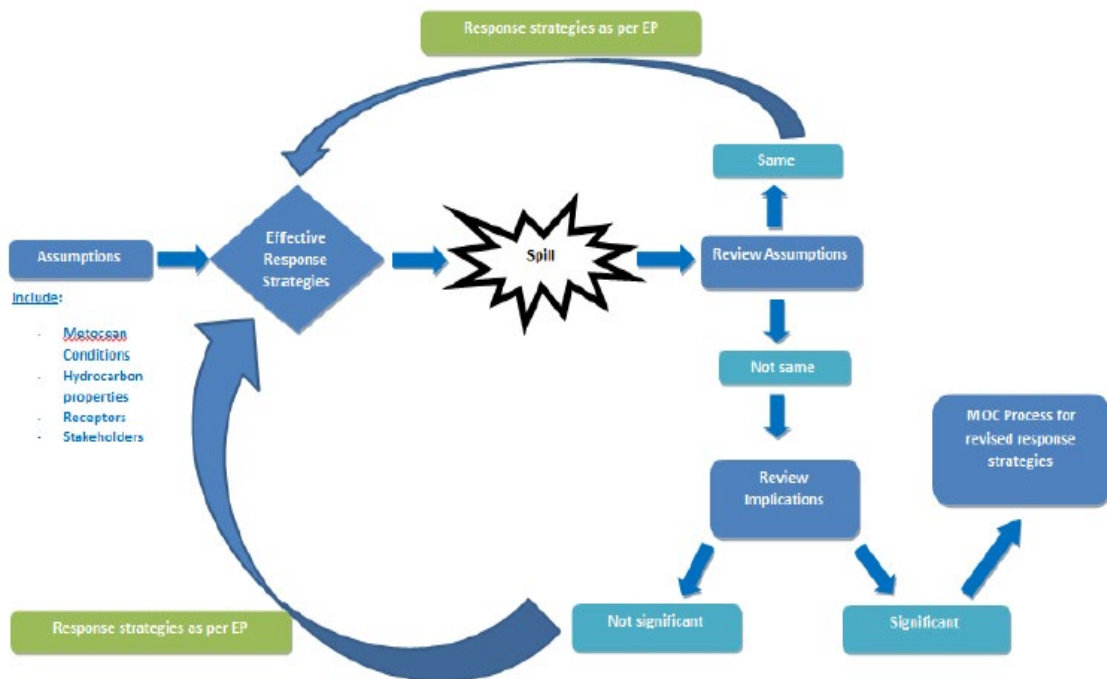 Response strategies as per EP
Same
Assumptions
Effective
Response
Strategies
Spill
Review Assumptions
Include:
- Metocean
Conditions
- Hydrocarbon
properties
- Receptors
- Stakeholders
Not same
MOC Process for
revised response
strategies
Review
Implications
Response strategies as per EP
Not significant
Significant